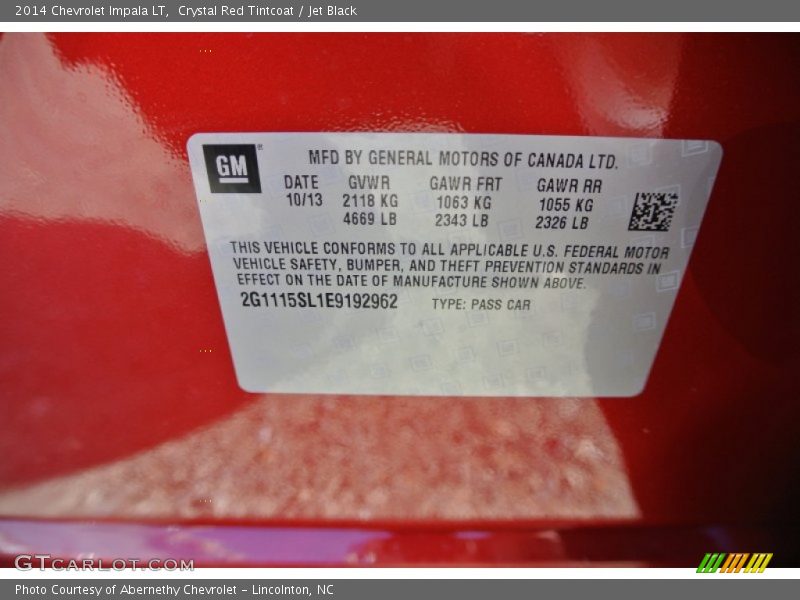 2014 Chevrolet Impala LT, Crystal Red Tintcoat / Jet Black
GM®
MFD BY GENERAL MOTORS OF CANADA LTD.
DATE GVWR GAWR FRT GAWR RR
10/13 2118 KG 1063 KG 1055 KG
4669 LB 2343 LB 2326 LB
THIS VEHICLE CONFORMS TO ALL APPLICABLE U.S. FEDERAL MOTOR
VEHICLE SAFETY, BUMPER, AND THEFT PREVENTION STANDARDS IN
EFFECT ON THE DATE OF MANUFACTURE SHOWN ABOVE.
2G1115SL1E9192962 TYPE: PASS CAR
GTCARLOT.COM
Photo Courtesy of Abernethy Chevrolet – Lincolnton, NC